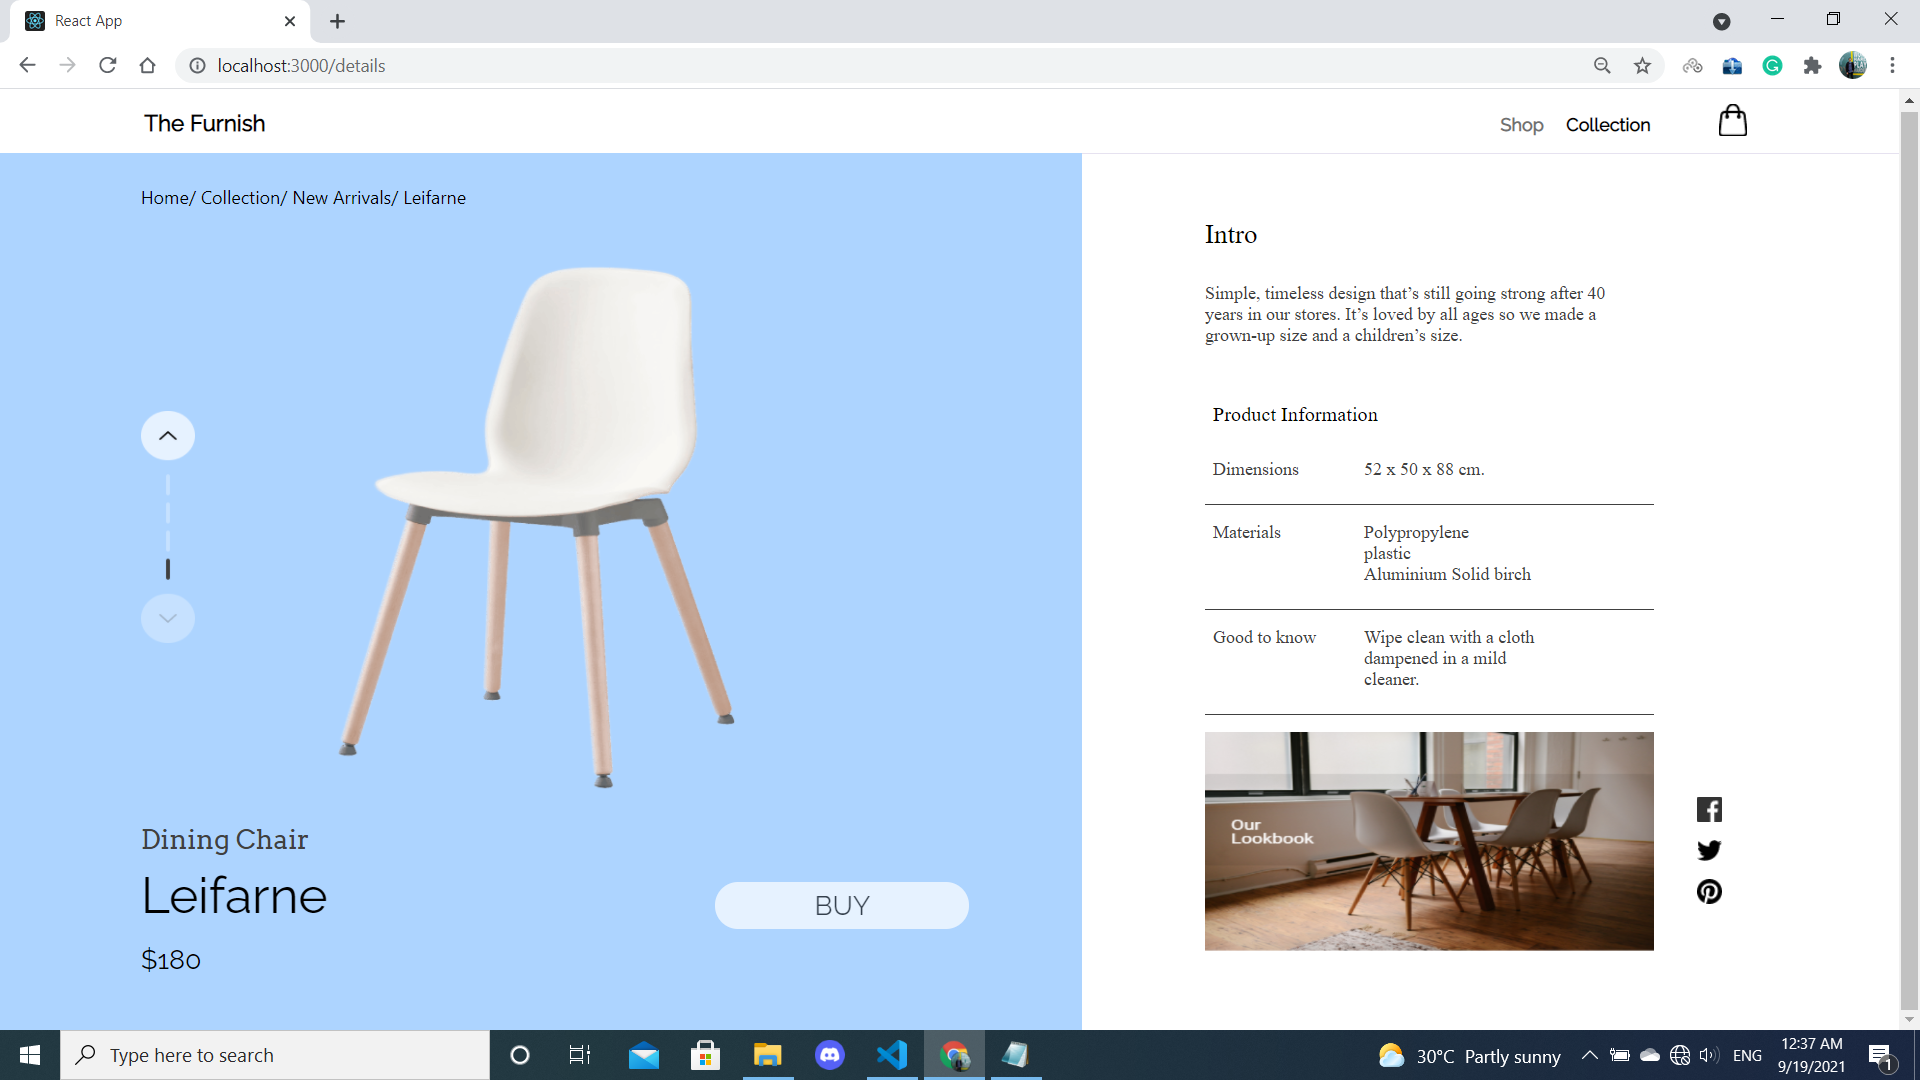 React App
localhost:3000/details
The Furnish
Shop
Collection
Home/ Collection/ New Arrivals/ Leifarne
Dining Chair
Leifarne
$180
BUY
Intro
Simple, timeless design that’s still going strong after 40
years in our stores. It’s loved by all ages so we made a
grown-up size and a children’s size.
Product Information
Dimensions
52 x 50 x 88 cm.
Materials
Polypropylene
plastic
Aluminium Solid birch
Good to know
Wipe clean with a cloth
dampened in a mild
cleaner.
Our
Lookbook
Type here to search
30°C Partly sunny
ENG
12:37 AM
9/19/2021
1